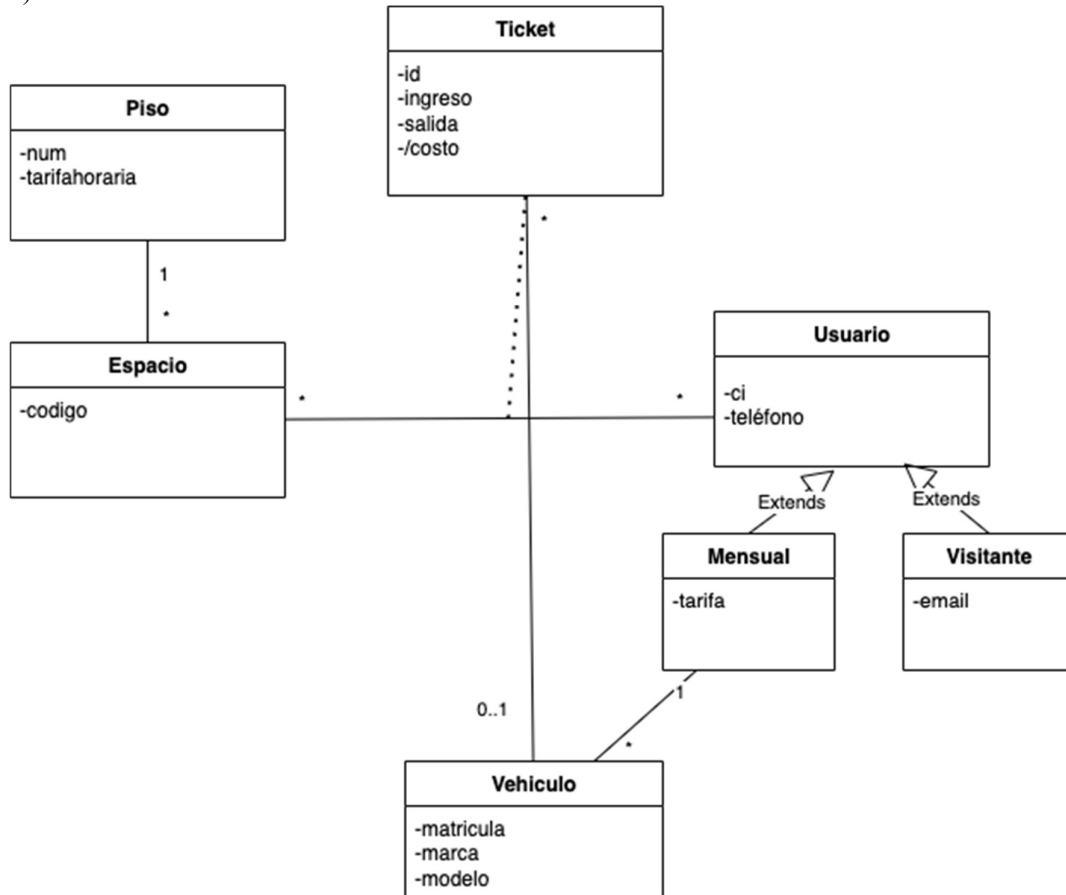 )
Ticket
-id
-ingreso
-salida
-/costo
Piso
-num
-tarifahoraria
1
*
*
Espacio
-codigo
*
*
Usuario
-ci
-teléfono
Extends
Extends
Mensual
-tarifa
Visitante
-email
1
*
0..1
Vehiculo
-matricula
-marca
-modelo